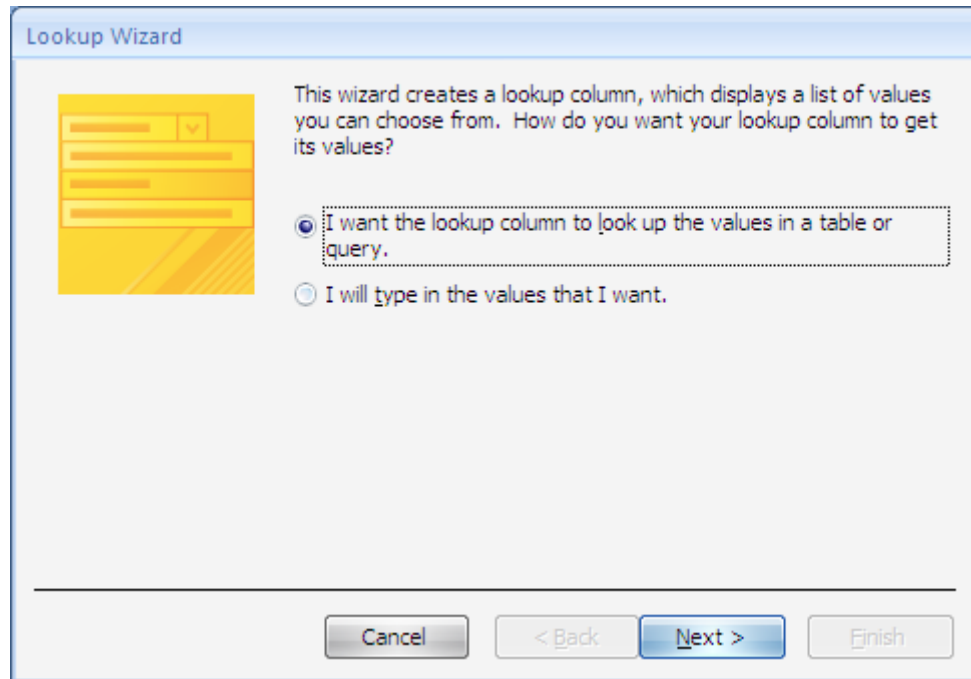 Lookup Wizard
This wizard creates a lookup column, which displays a list of values
you can choose from. How do you want your lookup column to get
its values?
I want the lookup column to look up the values in a table or
query.
I will type in the values that I want.
Cancel
< Back
Next >
Finish